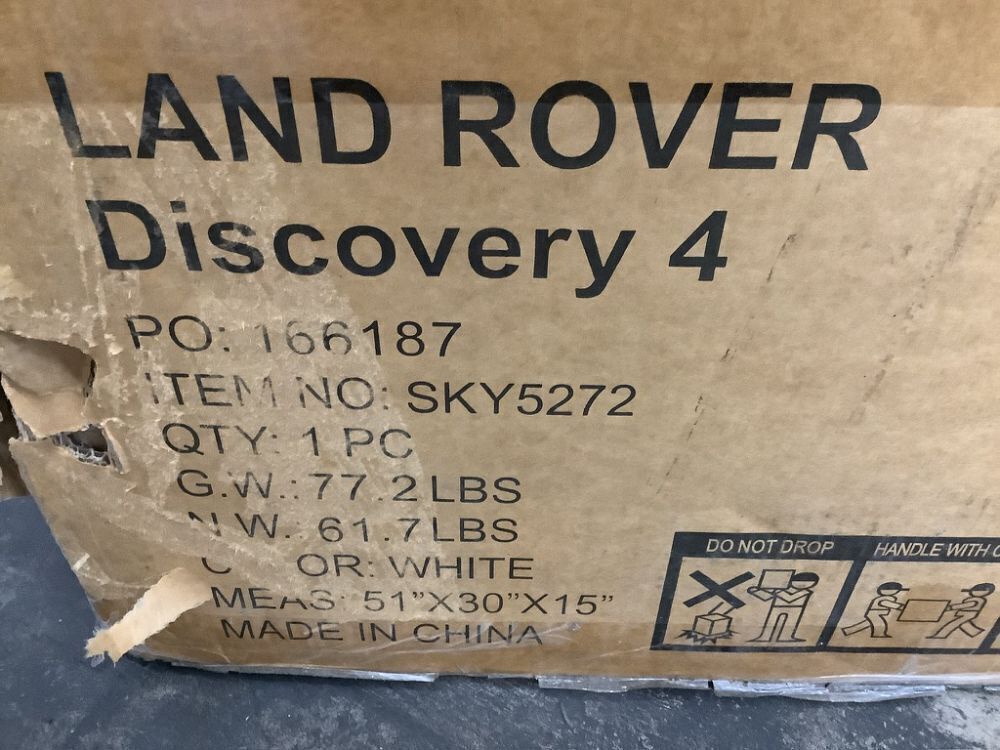 LAND ROVER
Discovery 4
PO: 166187
ITEM NO: SKY5272
QTY: 1 PC
G.W.: 77.2 LBS
N.W.: 61.7 LBS
C OR: WHITE
MEAS: 51"X30"X15"
MADE IN CHINA
DO NOT DROP
HANDLE WITH C